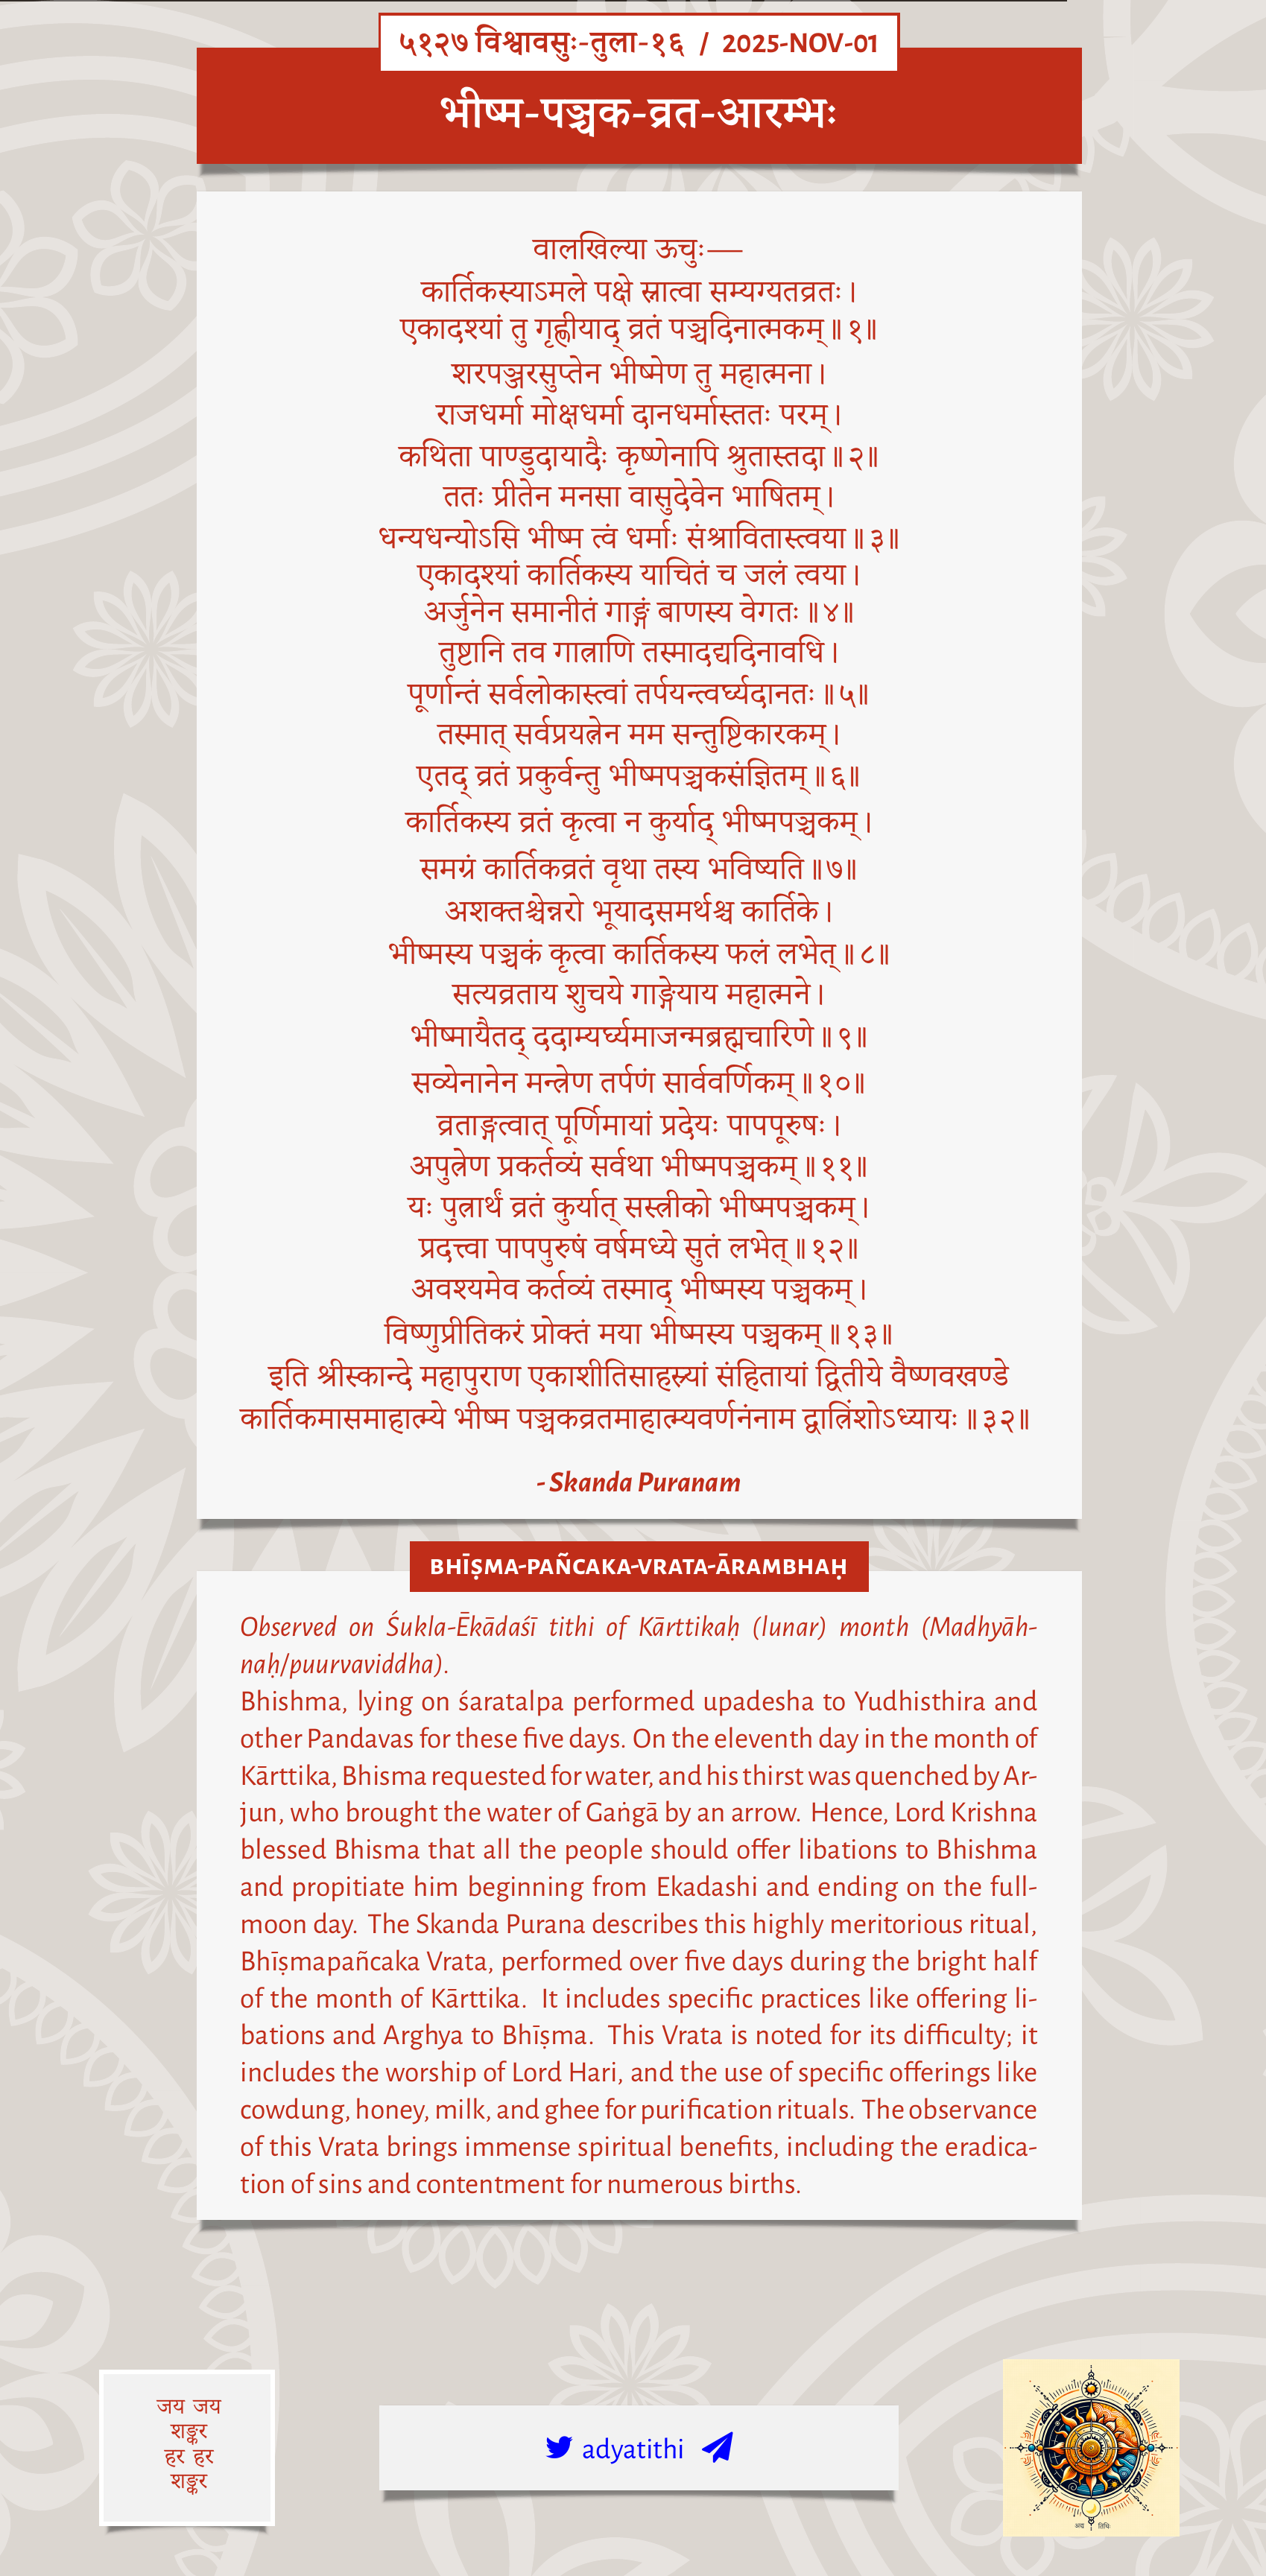 ५१२७ विश्वावसुः-तुला-१६ / 2025-NOV-01
भीष्म-पञ्चक-व्रत-आरम्भः
वालखिल्या ऊचुः—
कार्तिकस्याऽमले पक्षे स्नात्वा सम्यग्यतव्रतः।
एकादश्यां तु गृह्णीयाद् व्रतं पञ्चदिनात्मकम्॥१॥
शरपञ्जरसुप्तेन भीष्मेण तु महात्मना।
राजधर्मा मोक्षधर्मा दानधर्मास्ततः परम्।
कथिता पाण्डुदायादैः कृष्णेनापि श्रुतास्तदा॥२॥
ततः प्रीतेन मनसा वासुदेवेन भाषितम्।
धन्यधन्योऽसि भीष्म त्वं धर्माः संश्रावितास्त्वया॥३॥
एकादश्यां कार्तिकस्य याचितं च जलं त्वया।
अर्जुनेन समानीतं गाङ्गं बाणस्य वेगतः॥४॥
तुष्टानि तव गात्राणि तस्मादद्यदिनावधि।
पूर्णान्तं सर्वलोकास्त्वां तर्पयन्त्वर्घ्यदानतः॥५॥
तस्मात् सर्वप्रयत्नेन मम सन्तुष्टिकारकम्।
एतद् व्रतं प्रकुर्वन्तु भीष्मपञ्चकसंज्ञितम्॥६॥
कार्तिकस्य व्रतं कृत्वा न कुर्याद् भीष्मपञ्चकम्।
समग्रं कार्तिकव्रतं वृथा तस्य भविष्यति॥७॥
अशक्तश्चेन्नरो भूयादसमर्थश्च कार्तिके।
भीष्मस्य पञ्चकं कृत्वा कार्तिकस्य फलं लभेत्॥८॥
सत्यव्रताय शुचये गाङ्गेयाय महात्मने।
भीष्मायैतद् ददाम्यर्घ्यमाजन्मब्रह्मचारिणे॥९॥
सव्येनानेन मन्त्रेण तर्पणं सार्ववर्णिकम्॥१०॥
व्रताङ्गत्वात् पूर्णिमायां प्रदेयः पापपूरुषः।
अपुत्रेण प्रकर्तव्यं सर्वथा भीष्मपञ्चकम्॥११॥
यः पुत्रार्थं व्रतं कुर्यात् सस्त्रीको भीष्मपञ्चकम्।
प्रदत्त्वा पापपुरुषं वर्षमध्ये सुतं लभेत्॥१२॥
अवश्यमेव कर्तव्यं तस्माद् भीष्मस्य पञ्चकम्।
विष्णुप्रीतिकरं प्रोक्तं मया भीष्मस्य पञ्चकम्॥१३॥
इति श्रीस्कान्दे महापुराण एकाशीतिसाहस्र्यां संहितायां द्वितीये वैष्णवखण्डे
कार्तिकमासमाहात्म्ये भीष्म पञ्चकव्रतमाहात्म्यवर्णनंनाम द्वात्रिंशोऽध्यायः॥३२॥
- Skanda Puranam
BHĪṢMA-PAÑCAKA-VRATA-ĀRAMBHAḤ
Observed on Śukla-Ēkādaśī tithi of Kārttikaḥ (lunar) month (Madhyāh-
naḥ/puurvaviddha).
Bhishma, lying on śaratalpa performed upadesha to Yudhisthira and
other Pandavas for these five days. On the eleventh day in the month of
Kārttika, Bhisma requested for water, and his thirst was quenched by Ar-
jun, who brought the water of Gaṅgā by an arrow. Hence, Lord Krishna
blessed Bhisma that all the people should offer libations to Bhishma
and propitiate him beginning from Ekadashi and ending on the full-
moon day. The Skanda Purana describes this highly meritorious ritual,
Bhīṣmapañcaka Vrata, performed over five days during the bright half
of the month of Kārttika. It includes specific practices like offering li-
bations and Arghya to Bhīṣma. This Vrata is noted for its difficulty; it
includes the worship of Lord Hari, and the use of specific offerings like
cowdung, honey, milk, and ghee for purification rituals. The observance
of this Vrata brings immense spiritual benefits, including the eradica-
tion of sins and contentment for numerous births.
जय जय
शङ्कर
हर हर
शङ्कर
adyatithi
अद्य तिथिः